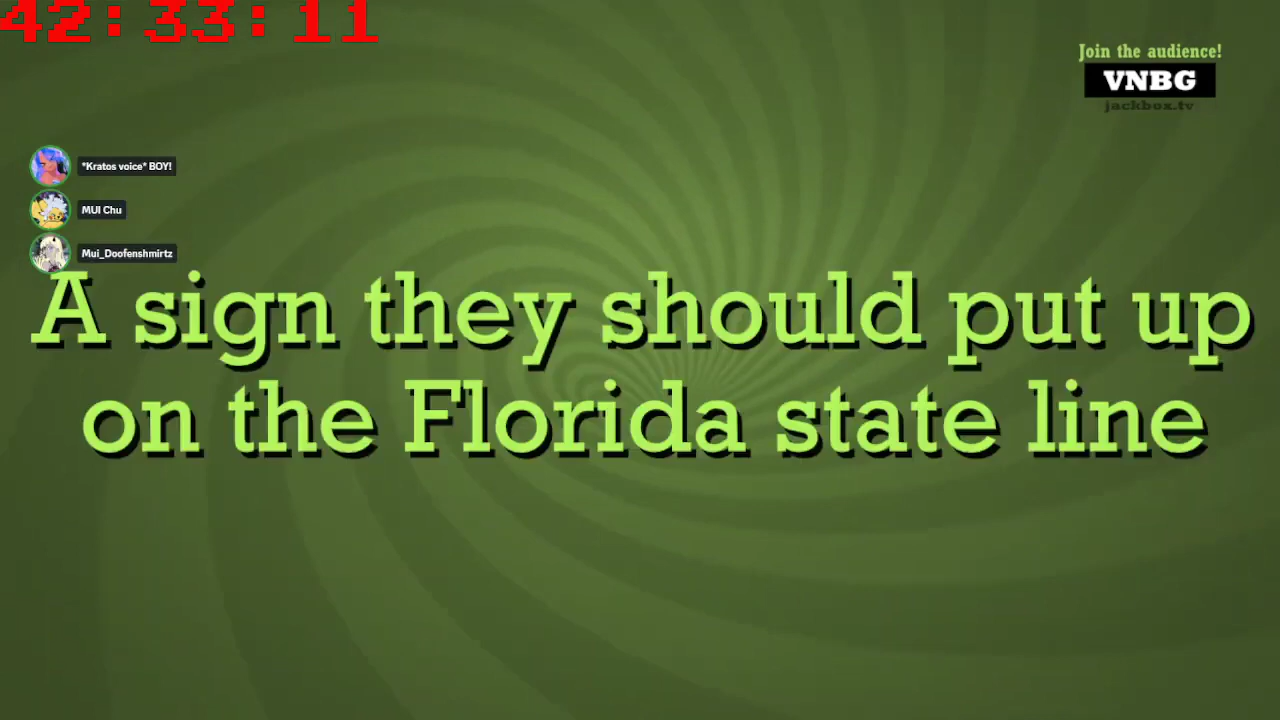 42:33:11
Join the audience!
VNBG
jackbox.tv
*Kratos voice* BOY!
MUI Chu
Mui_Doofenshmirtz
A sign they should put up
on the Florida state line